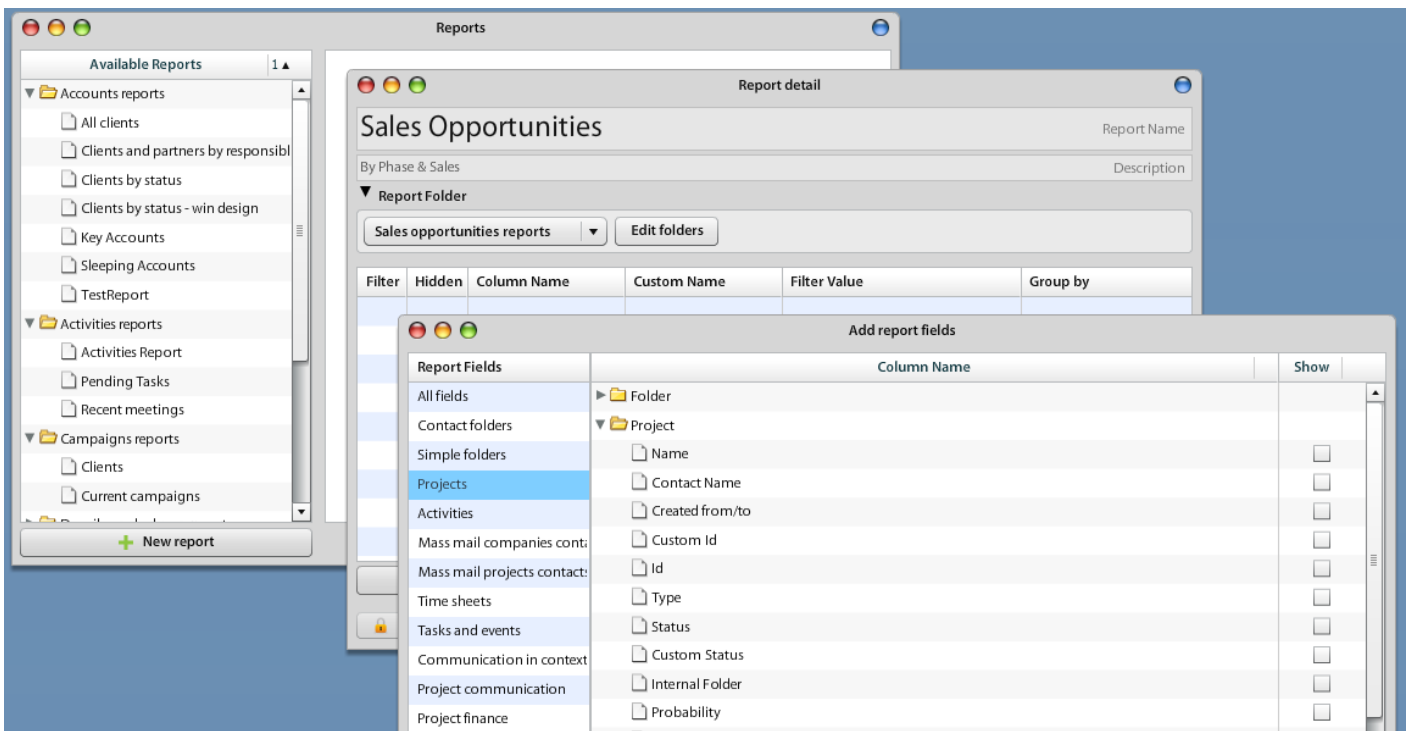 Reports
Available Reports 1▲
Accounts reports
All clients
Clients and partners by responsibl
Clients by status
Clients by status - win design
Key Accounts
Sleeping Accounts
TestReport
Activities reports
Activities Report
Pending Tasks
Recent meetings
Campaigns reports
Clients
Current campaigns
New report
Report detail
Sales Opportunities Report Name
By Phase & Sales Description
Report Folder
Sales opportunities reports Edit folders
Filter Hidden Column Name Custom Name Filter Value Group by
Add report fields
Report Fields Column Name Show
All fields
Contact folders
Simple folders
Projects
Activities
Mass mail companies conta
Mass mail projects contacts
Time sheets
Tasks and events
Communication in context
Project communication
Project finance
Folder
Project
Name
Contact Name
Created from/to
Custom Id
Id
Type
Status
Custom Status
Internal Folder
Probability